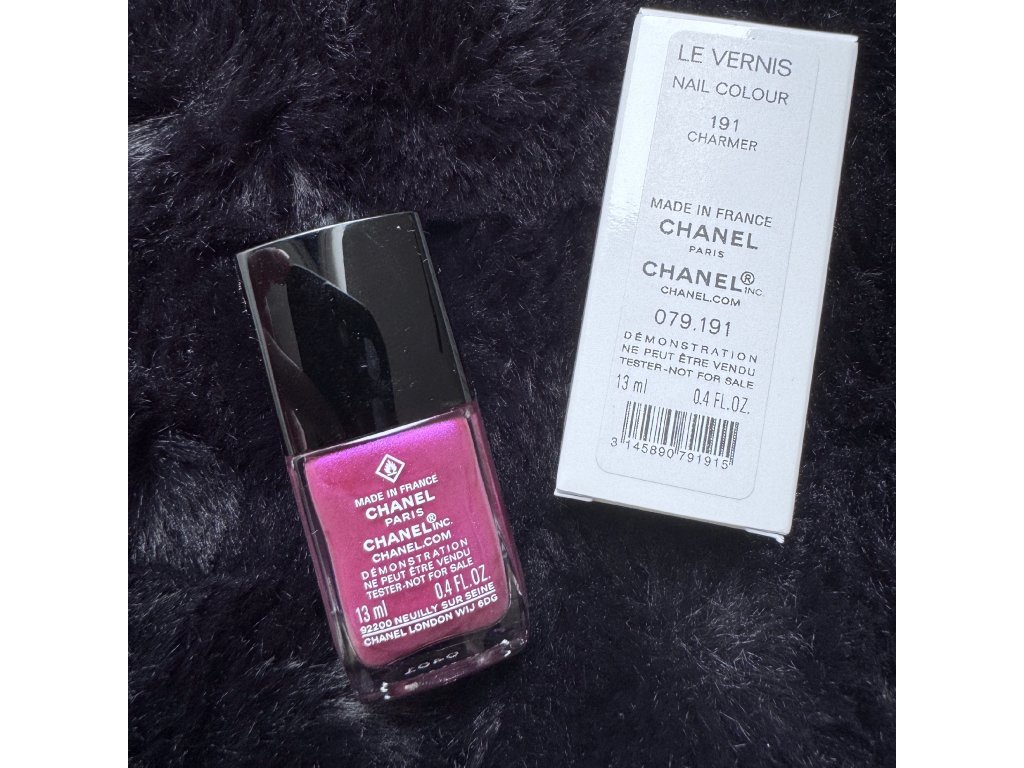 LE VERNIS
NAIL COLOUR
191
CHARMER
MADE IN FRANCE
CHANEL
PARIS
CHANEL® INC.
CHANEL.COM
079.191
DÉMONSTRATION
NE PEUT ÊTRE VENDU
TESTER-NOT FOR SALE
13 ml 0.4 FL.OZ.
3 145890 791915
MADE IN FRANCE
CHANEL
PARIS
CHANEL® INC.
CHANEL.COM
DÉMONSTRATION
NE PEUT ÊTRE VENDU
TESTER-NOT FOR SALE
13 ml 0.4 FL.OZ.
92200 NEUILLY SUR SEINE
CHANEL LONDON W1J 6DG